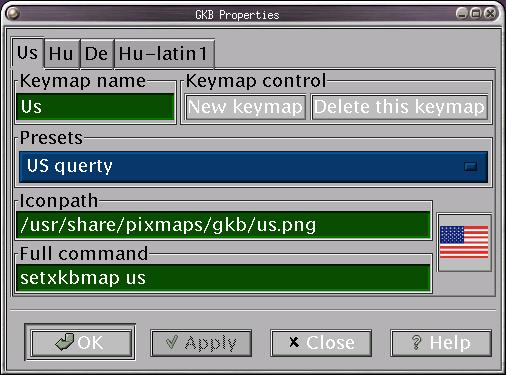 GKB Properties
Us Hu De Hu-latin1
Keymap name Keymap control
Us New keymap Delete this keymap
Presets
US querty
Iconpath
/usr/share/pixmaps/gkb/us.png
Full command
setxkbmap us
OK Apply Close Help